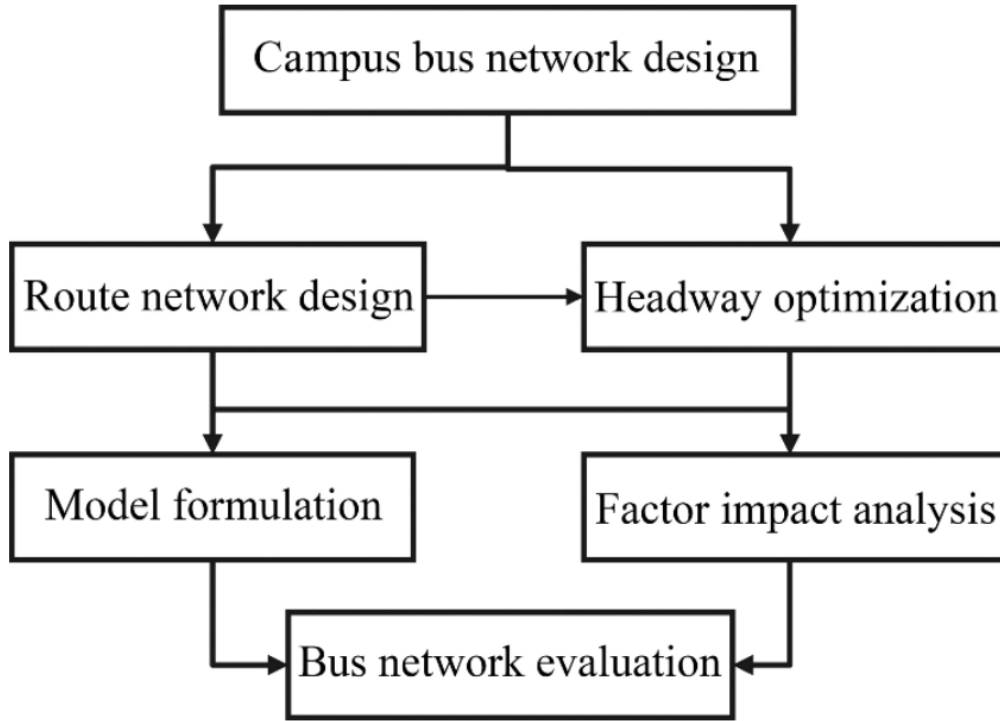 Campus bus network design
Route network design
Headway optimization
Model formulation
Factor impact analysis
Bus network evaluation